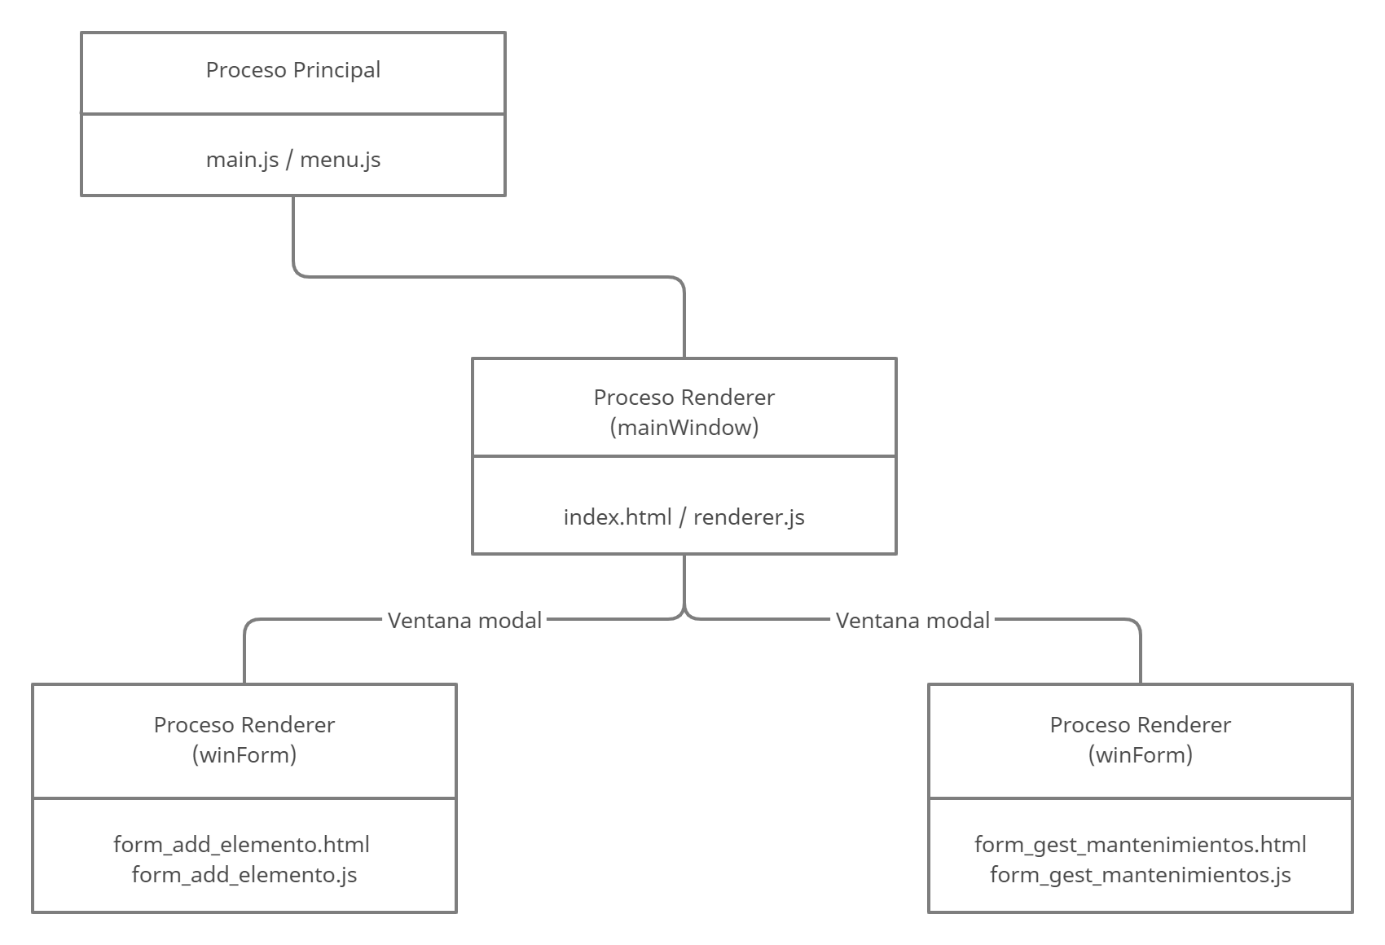 Proceso Principal
main.js / menu.js
Proceso Renderer
(mainWindow)
index.html / renderer.js
Ventana modal
Ventana modal
Proceso Renderer
(winForm)
form_add_elemento.html
form_add_elemento.js
Proceso Renderer
(winForm)
form_gest_mantenimientos.html
form_gest_mantenimientos.js